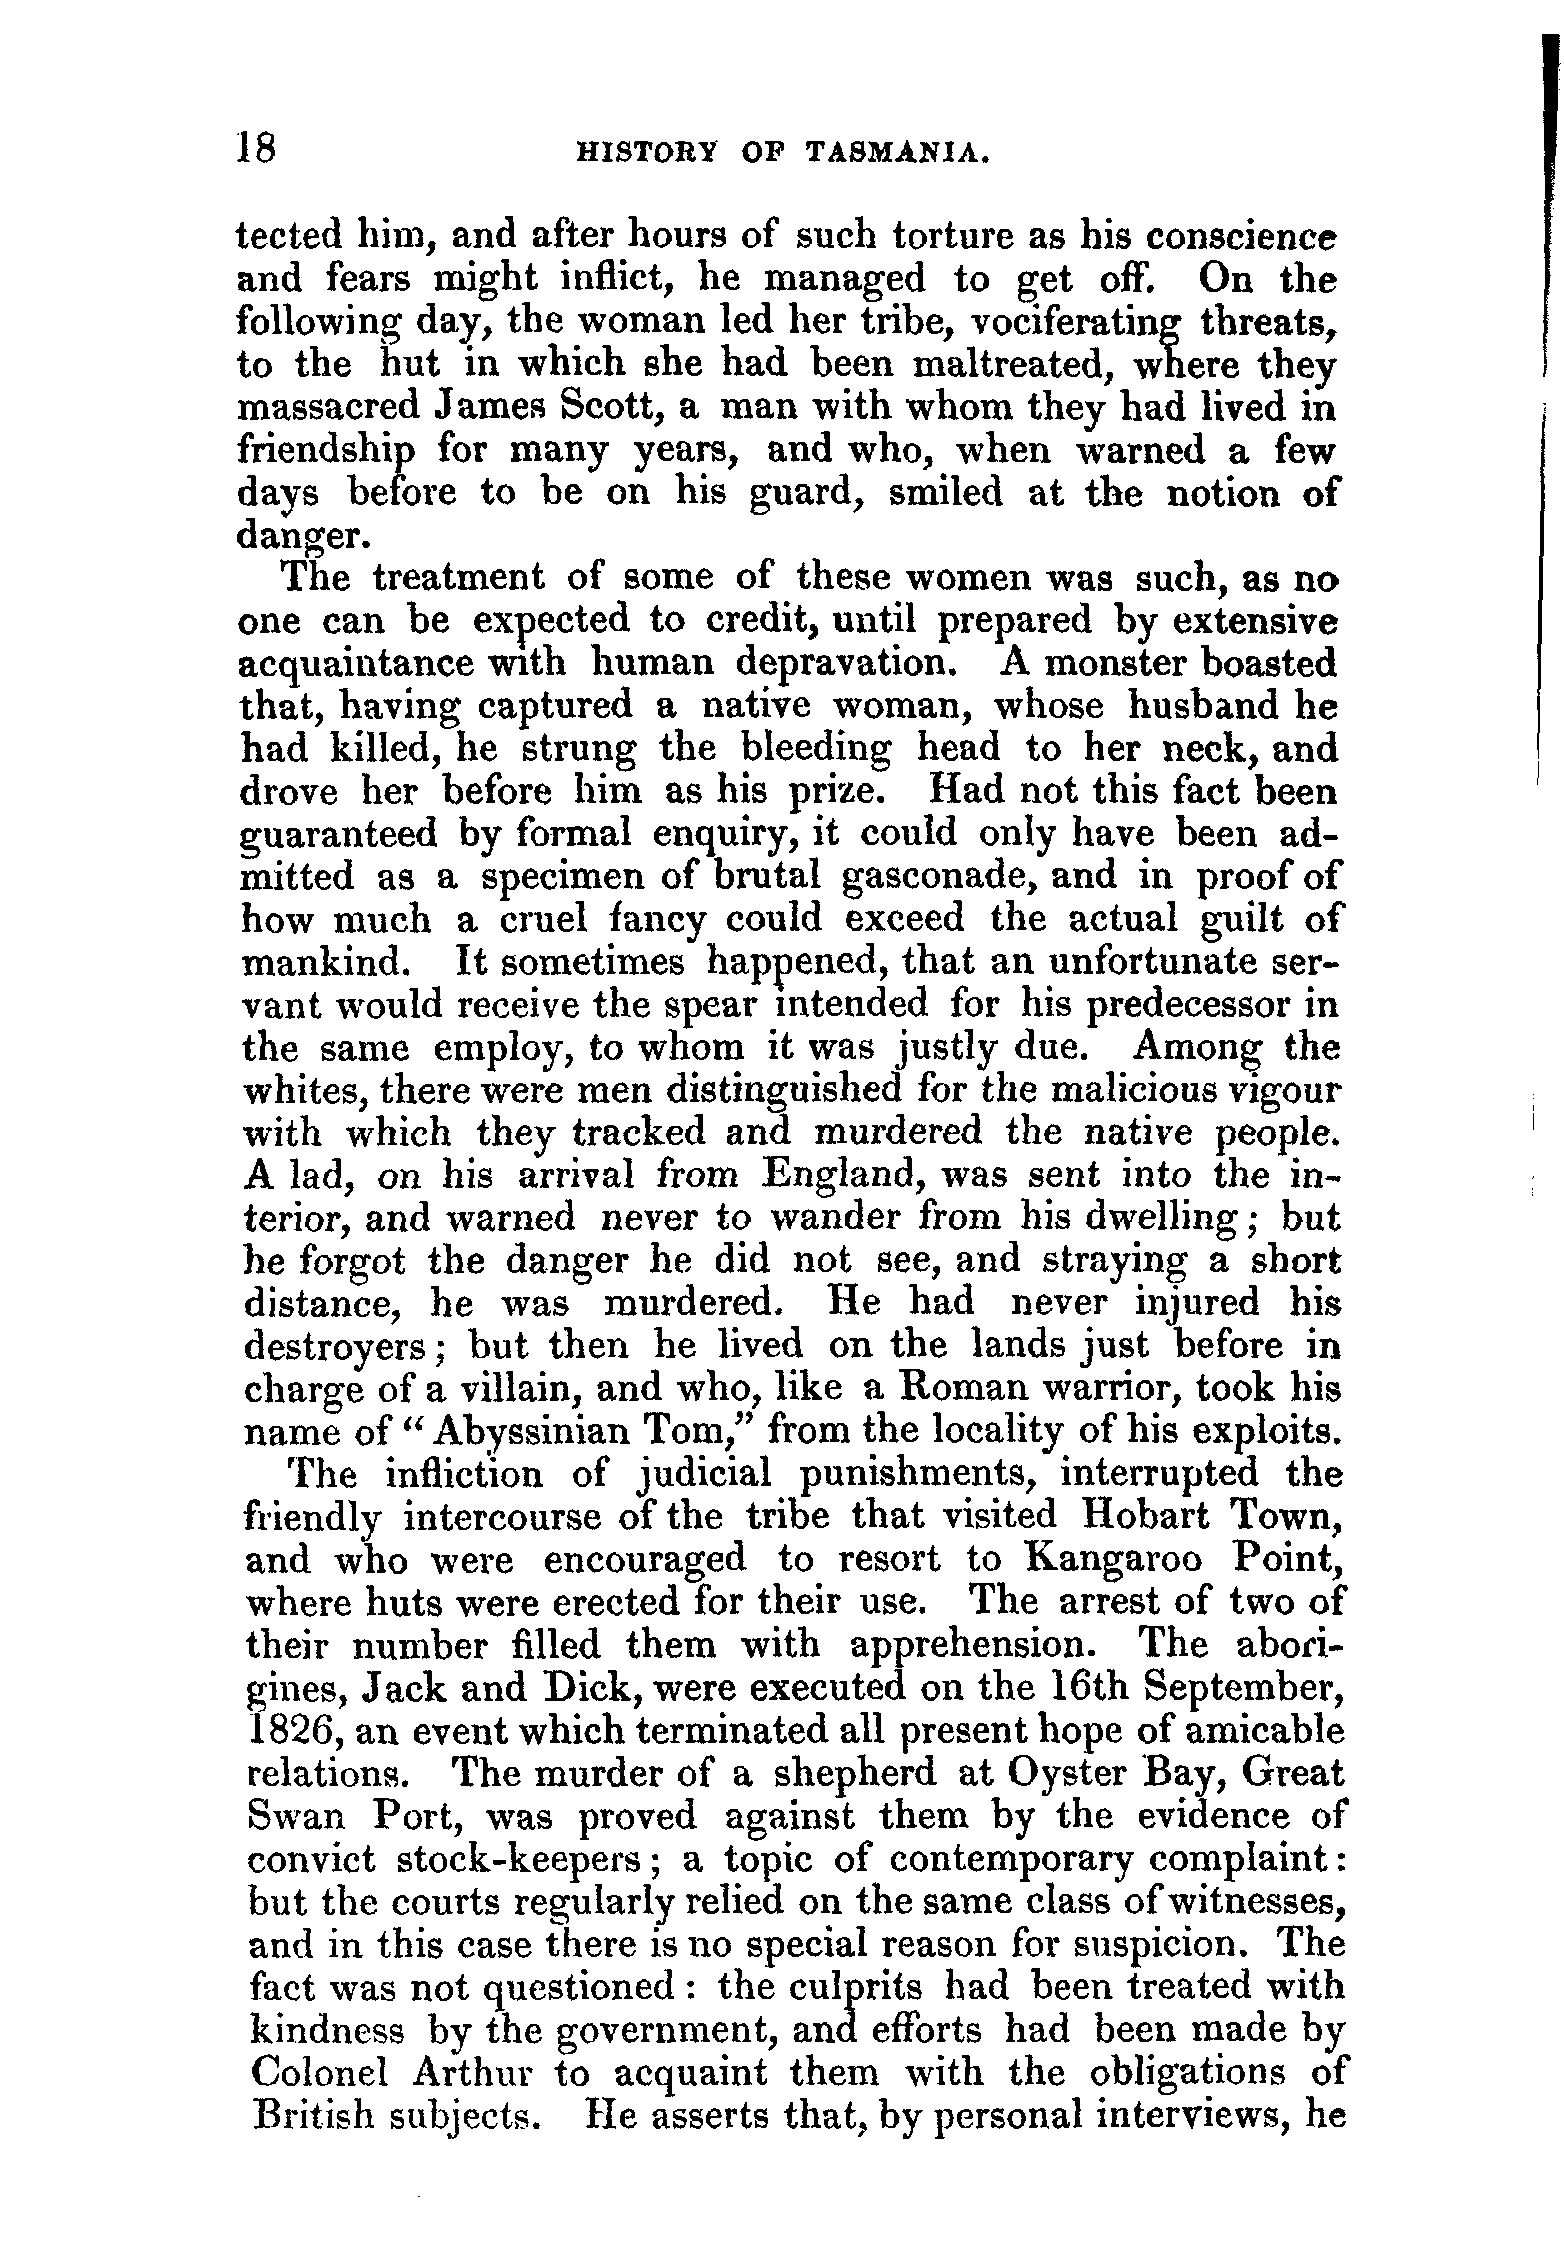 18 HISTORY OF TASMANIA.
tected him, and after hours of such torture as his conscience
and fears might inflict, he managed to get off. On the
following day, the woman led her tribe, vociferating threats,
to the hut in which she had been maltreated, where they
massacred James Scott, a man with whom they had lived in
friendship for many years, and who, when warned a few
days before to be on his guard, smiled at the notion of
danger.
The treatment of some of these women was such, as no
one can be expected to credit, until prepared by extensive
acquaintance with human depravation. A monster boasted
that, having captured a native woman, whose husband he
had killed, he strung the bleeding head to her neck, and
drove her before him as his prize. Had not this fact been
guaranteed by formal enquiry, it could only have been ad-
mitted as a specimen of brutal gasconade, and in proof of
how much a cruel fancy could exceed the actual guilt of
mankind. It sometimes happened, that an unfortunate ser-
vant would receive the spear intended for his predecessor in
the same employ, to whom it was justly due. Among the
whites, there were men distinguished for the malicious vigour
with which they tracked and murdered the native people.
A lad, on his arrival from England, was sent into the in-
terior, and warned never to wander from his dwelling; but
he forgot the danger he did not see, and straying a short
distance, he was murdered. He had never injured his
destroyers; but then he lived on the lands just before in
charge of a villain, and who, like a Roman warrior, took his
name of "Abyssinian Tom," from the locality of his exploits.
The infliction of judicial punishments, interrupted the
friendly intercourse of the tribe that visited Hobart Town,
and who were encouraged to resort to Kangaroo Point,
where huts were erected for their use. The arrest of two of
their number filled them with apprehension. The abori-
gines, Jack and Dick, were executed on the 16th September,
1826, an event which terminated all present hope of amicable
relations. The murder of a shepherd at Oyster Bay, Great
Swan Port, was proved against them by the evidence of
convict stock-keepers; a topic of contemporary complaint:
but the courts regularly relied on the same class of witnesses,
and in this case there is no special reason for suspicion. The
fact was not questioned: the culprits had been treated with
kindness by the government, and efforts had been made by
Colonel Arthur to acquaint them with the obligations of
British subjects. He asserts that, by personal interviews, he